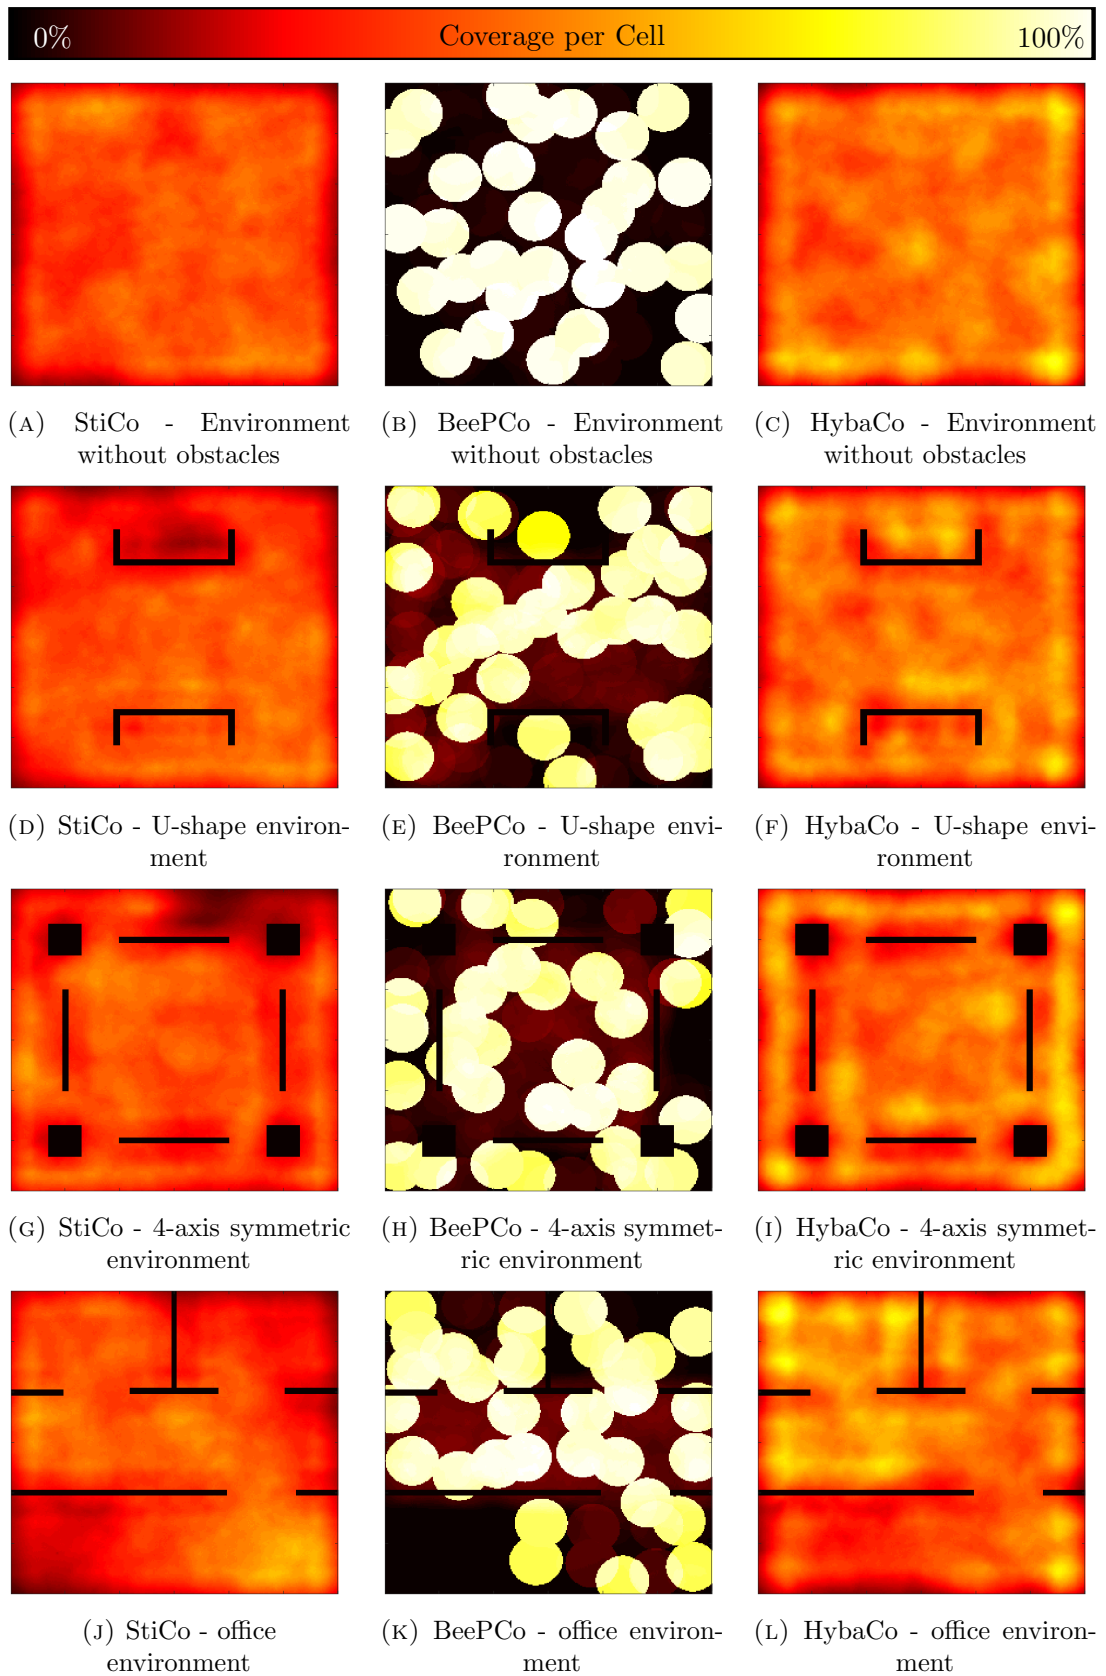 0% Coverage per Cell 100%
(A) StiCo - Environment without obstacles
(B) BeePCo - Environment without obstacles
(C) HybaCo - Environment without obstacles
(D) StiCo - U-shape environ-
ment
(E) BeePCo - U-shape envi-
ronment
(F) HybaCo - U-shape envi-
ronment
(G) StiCo - 4-axis symmetric
environment
(H) BeePCo - 4-axis symmet-
ric environment
(I) HybaCo - 4-axis symmet-
ric environment
(J) StiCo - office
environment
(K) BeePCo - office environ-
ment
(L) HybaCo - office environ-
ment